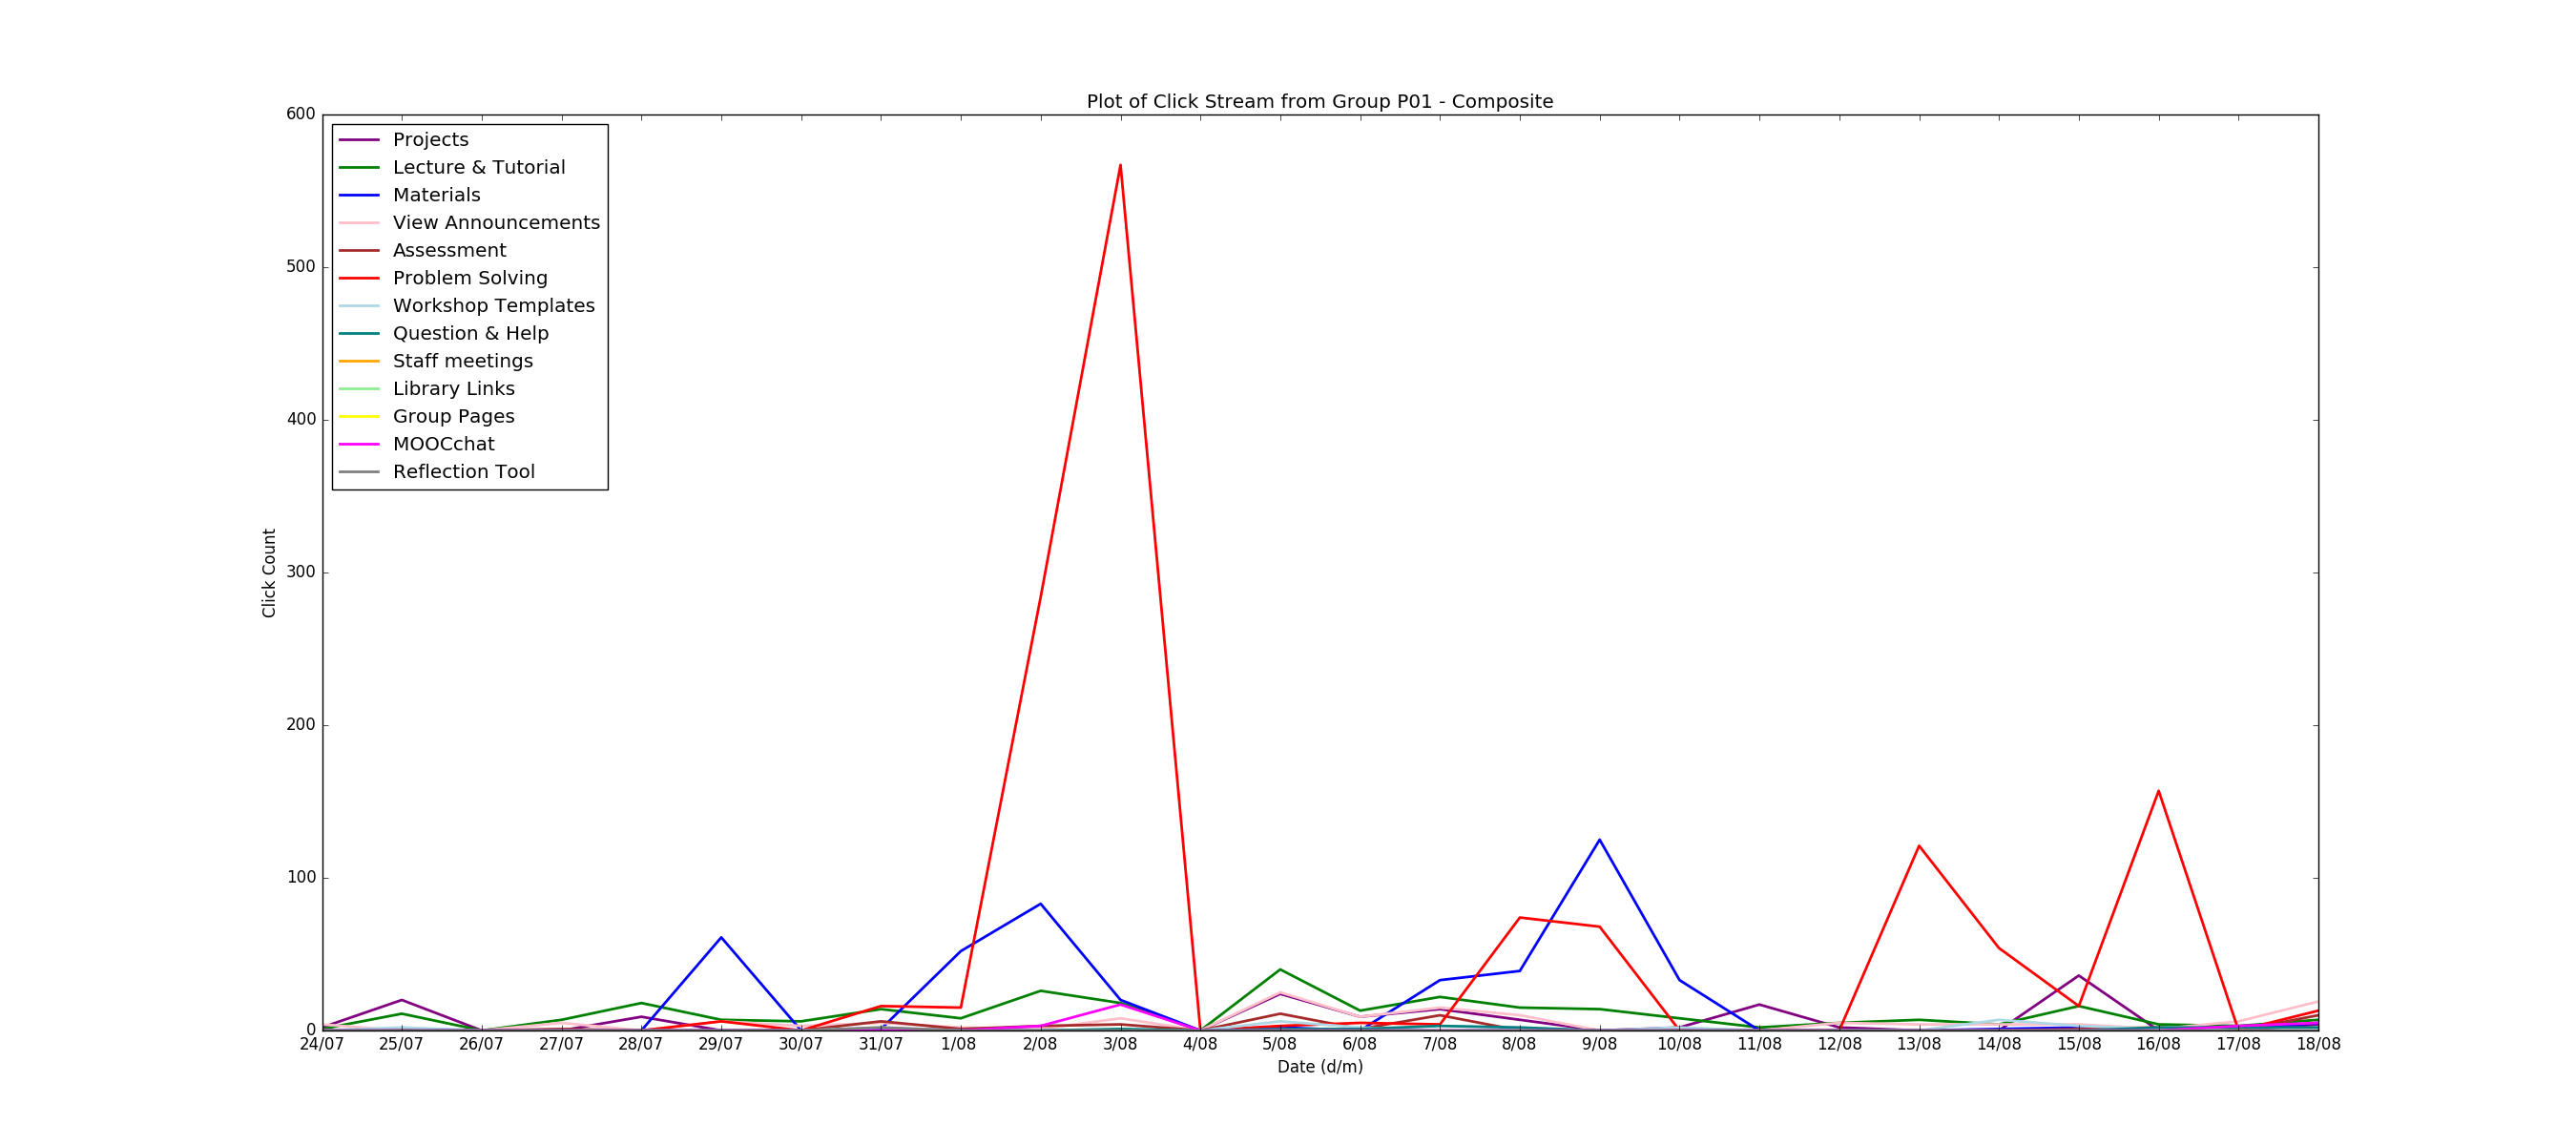 Plot of Click Stream from Group P01 - Composite
600
500
400
300
200
100
0
Click Count
Projects
Lecture & Tutorial
Materials
View Announcements
Assessment
Problem Solving
Workshop Templates
Question & Help
Staff meetings
Library Links
Group Pages
MOOCchat
Reflection Tool
24/07 25/07 26/07 27/07 28/07 29/07 30/07 31/07 1/08 2/08 3/08 4/08 5/08 6/08 7/08 8/08 9/08 10/08 11/08 12/08 13/08 14/08 15/08 16/08 17/08 18/08
Date (d/m)